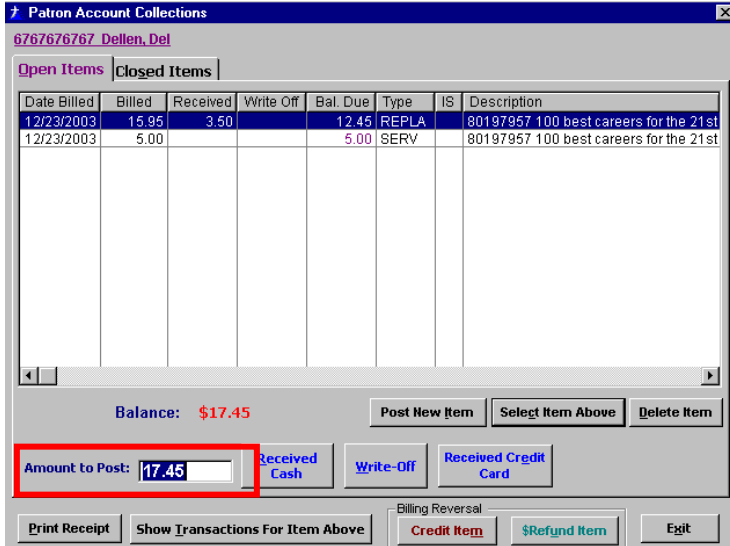 Patron Account Collections
6767676767 Dellen, Del
Open Items Closed Items
Date Billed Billed Received Write Off Bal. Due Type IS Description
12/23/2003 15.95 3.50 12.45 REPLA 80197957 100 best careers for the 21st
12/23/2003 5.00 5.00 SERV 80197957 100 best careers for the 21st
Balance: $17.45 Post New Item Select Item Above Delete Item
Amount to Post: 17.45 Received Cash Write-Off Received Credit Card
Billing Reversal
Print Receipt Show Transactions For Item Above Credit Item $Refund Item Exit